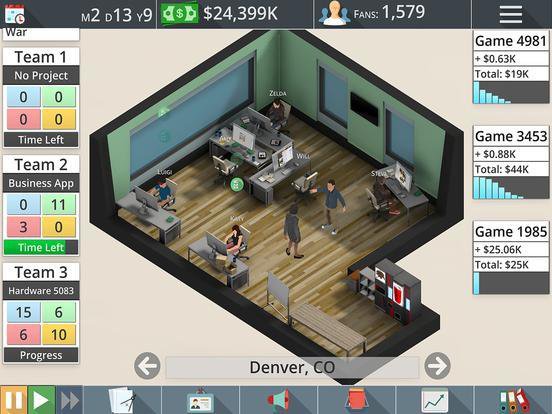 M2 D13 Y9
$24,399K
FANS: 1,579
War
Team 1
No Project
0 0
0 0
Time Left
Team 2
Business App
0 11
3 0
Time Left
Team 3
Hardware 5083
15 6
6 10
Progress
ZELDA
WILL
LUIGI
KATY
Game 4981
+ $0.63K
Total: $19K
Game 3453
+ $0.88K
Total: $44K
Game 1985
+ $25.06K
Total: $25K
Denver, CO